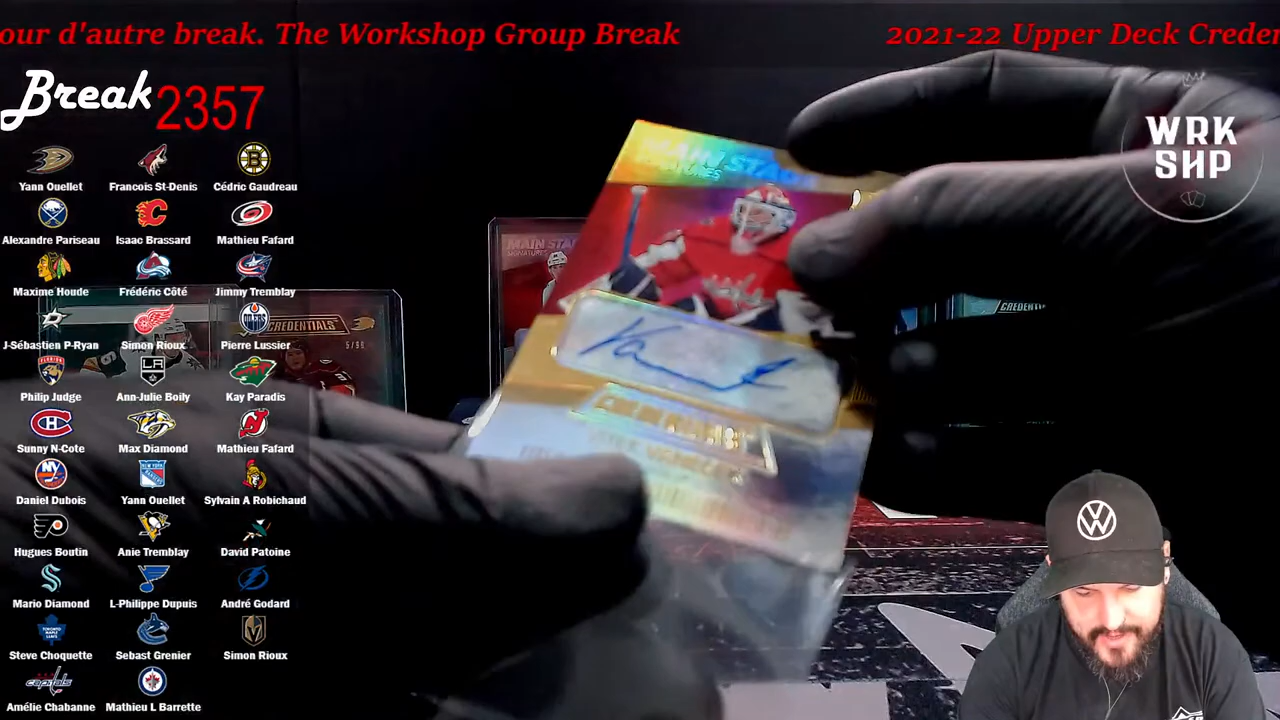 our d'autre break. The Workshop Group Break
2021-22 Upper Deck Creden
Break 2357
WRK
SHP
Yann Ouellet
Francois St-Denis
Cédric Gaudreau
Alexandre Pariseau
Isaac Brassard
Mathieu Fafard
Maxime Houde
Frédéric Côté
Jimmy Tremblay
J-Sébastien P-Ryan
Simon Rioux
Pierre Lussier
Philip Judge
Ann-Julie Boily
Kay Paradis
Sunny N-Cote
Max Diamond
Mathieu Fafard
Daniel Dubois
Yann Ouellet
Sylvain A Robichaud
Hugues Boutin
Anie Tremblay
David Patoine
Mario Diamond
L-Philippe Dupuis
André Godard
Steve Choquette
Sebast Grenier
Simon Rioux
Amélie Chabanne
Mathieu L Barrette
MAIN STA
SIGNATURES
CREDENTIALS
CREDENTI